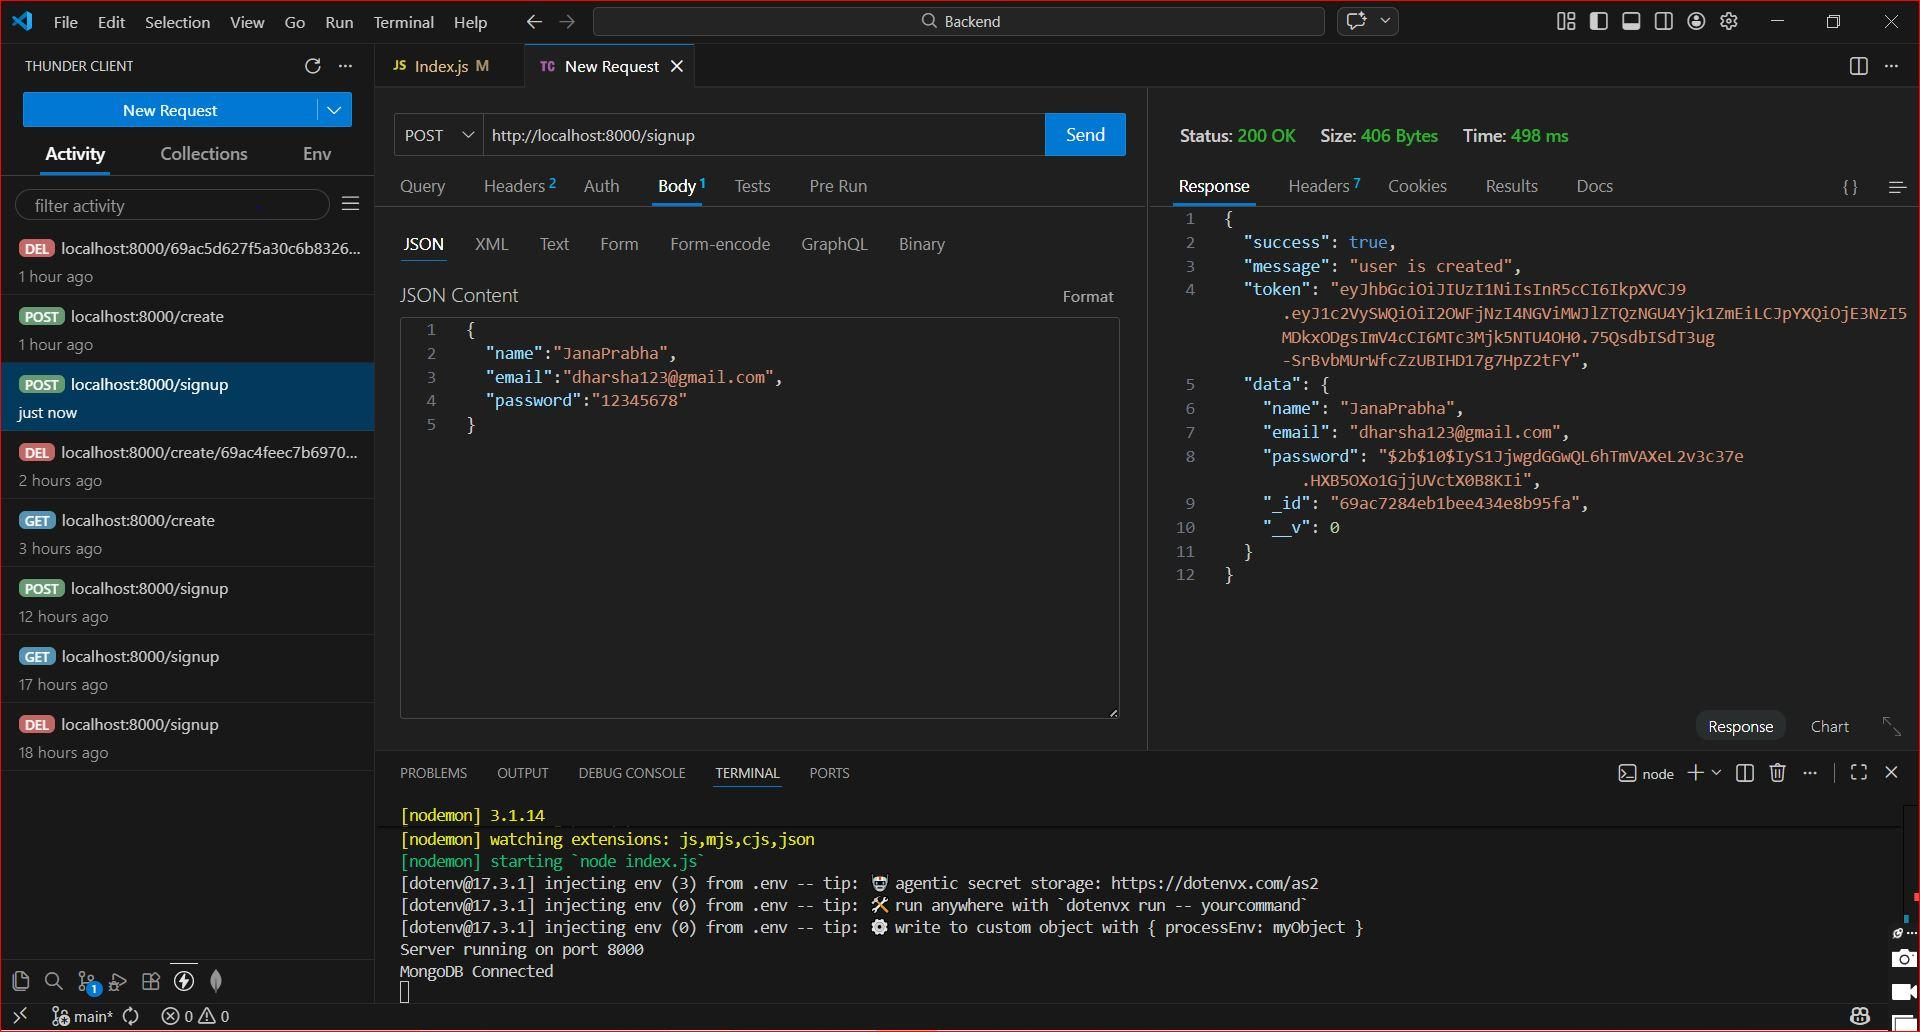 File Edit Selection View Go Run Terminal Help
Backend
THUNDER CLIENT
New Request
Activity Collections Env
filter activity
DEL localhost:8000/69ac5d627f5a30c6b8326...
1 hour ago
POST localhost:8000/create
1 hour ago
POST localhost:8000/signup
just now
DEL localhost:8000/create/69ac4feec7b6970...
2 hours ago
GET localhost:8000/create
3 hours ago
POST localhost:8000/signup
12 hours ago
GET localhost:8000/signup
17 hours ago
DEL localhost:8000/signup
18 hours ago
JS Index.js M
TC New Request
POST http://localhost:8000/signup Send
Query Headers 2 Auth Body 1 Tests Pre Run
JSON XML Text Form Form-encode GraphQL Binary
JSON Content Format
1 {
2 "name":"JanaPrabha",
3 "email":"dharsha123@gmail.com",
4 "password":"12345678"
5 }
Status: 200 OK Size: 406 Bytes Time: 498 ms
Response Headers 7 Cookies Results Docs {}
1 {
2 "success": true,
3 "message": "user is created",
4 "token": "eyJhbGciOiJIUzI1NiIsInR5cCI6IkpXVCJ9
.eyJ1c2VySWQiOiI2OWFjNzI4NGViMWJlZTQzNGU4Yjk1ZmEiLCJpYXQiOjE3NzI5
MDkxODgsImV4cCI6MTc3Mjk5NTU4OH0.75QsdbISdT3ug
-SrBvbMUrWfcZzUBIHD17g7HpZ2tFY",
5 "data": {
6 "name": "JanaPrabha",
7 "email": "dharsha123@gmail.com",
8 "password": "$2b$10$IyS1JjwgdGGwQL6hTmVAXeL2v3c37e
.HXB5OXo1GjjUVctX0B8KIi",
9 "_id": "69ac7284eb1bee434e8b95fa",
10 "__v": 0
11 }
12 }
Response Chart
PROBLEMS OUTPUT DEBUG CONSOLE TERMINAL PORTS
node
[nodemon] 3.1.14
[nodemon] watching extensions: js,mjs,cjs,json
[nodemon] starting `node index.js`
[dotenv@17.3.1] injecting env (3) from .env -- tip: 🤖 agentic secret storage: https://dotenvx.com/as2
[dotenv@17.3.1] injecting env (0) from .env -- tip: 🛠️ run anywhere with `dotenvx run -- yourcommand`
[dotenv@17.3.1] injecting env (0) from .env -- tip: ⚙️ write to custom object with { processEnv: myObject }
Server running on port 8000
MongoDB Connected
1
main* 0 0